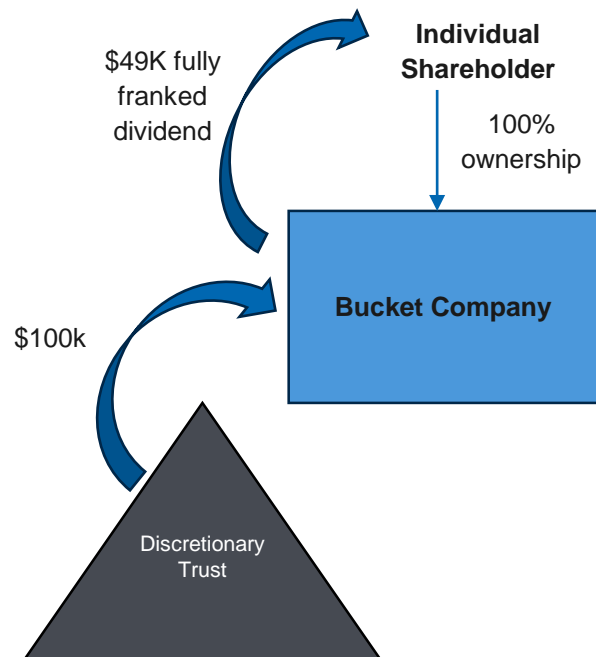 Individual
Shareholder
$49K fully
franked
dividend
100%
ownership
Bucket Company
$100k
Discretionary
Trust